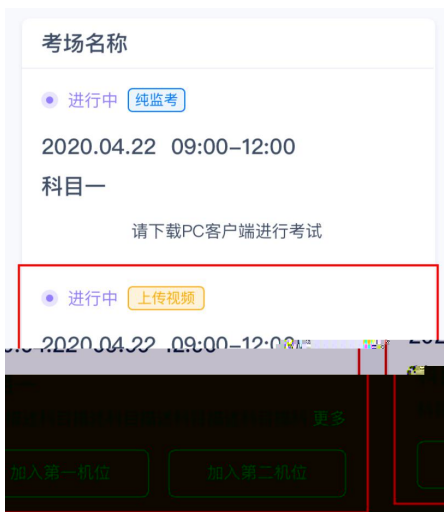 考场名称
进行中 纯监考
2020.04.22 09:00-12:00
科目一
请下载PC客户端进行考试
进行中 上传视频
2020.04.22 09:00-12:00
更多
加入第一机位 加入第二机位